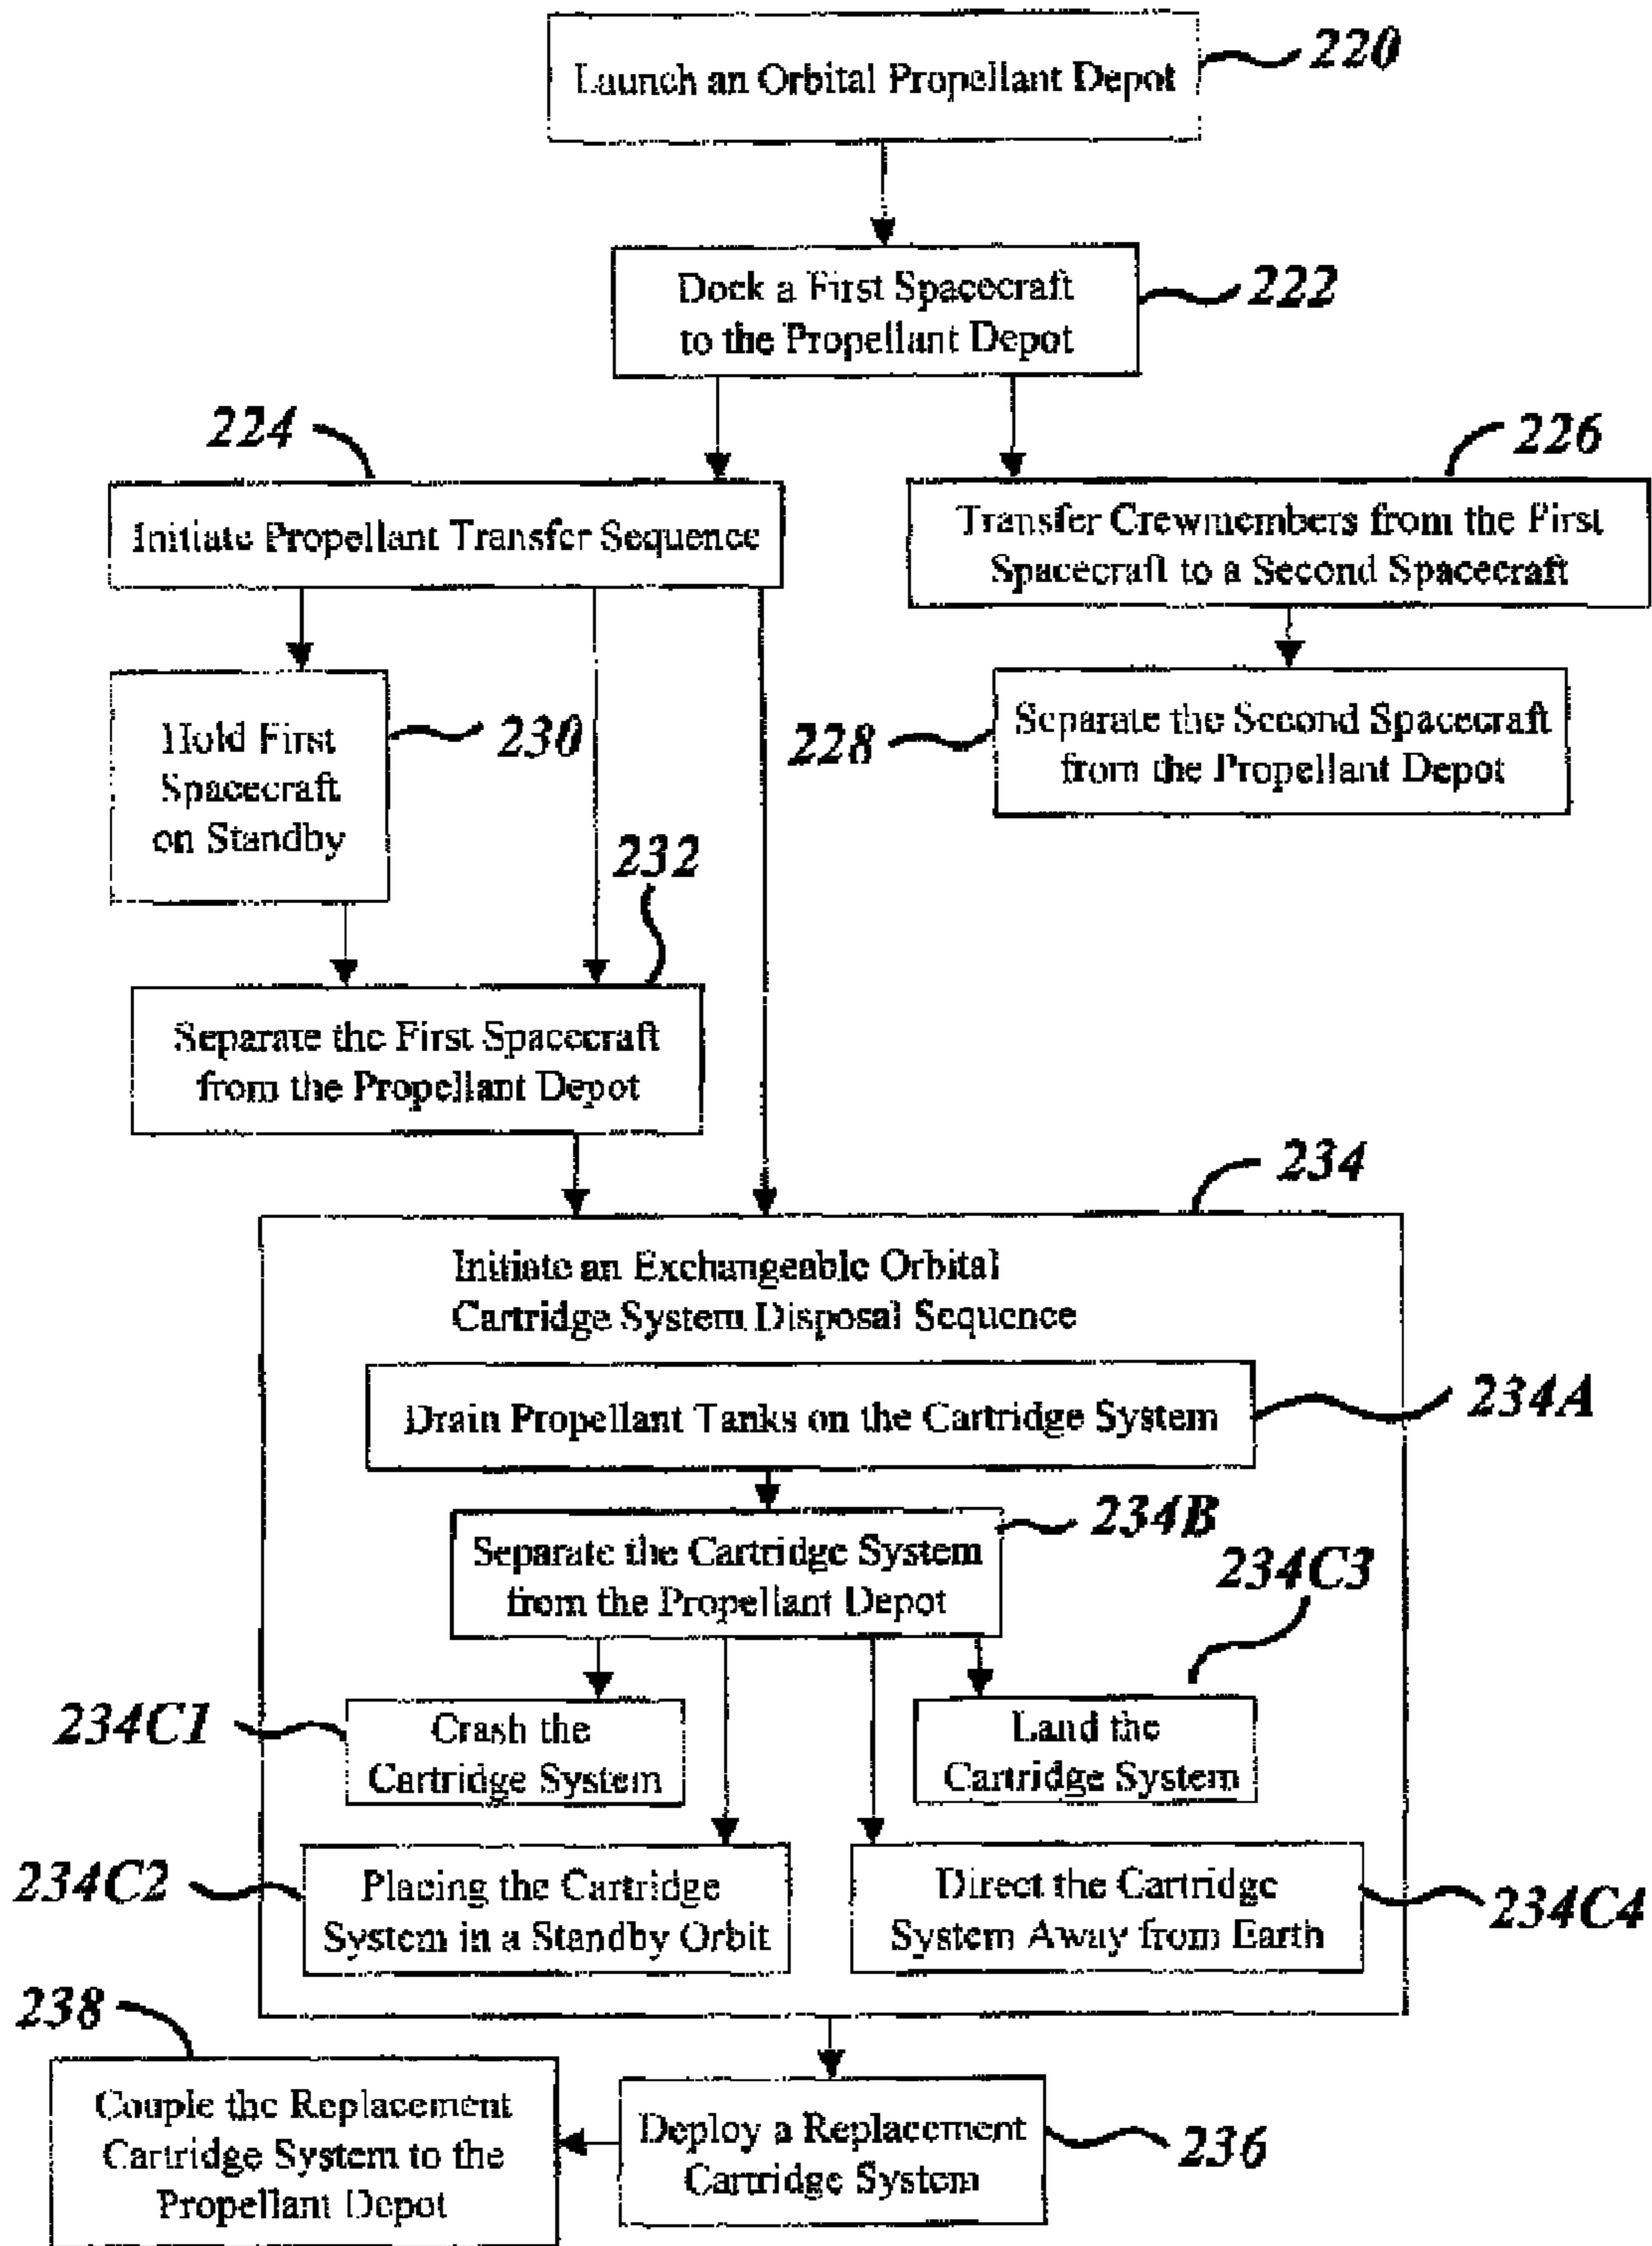 220
Launch an Orbital Propellant Depot
Dock a First Spacecraft
to the Propellant Depot
222
224
226
Initiate Propellant Transfer Sequence
Transfer Crewmembers from the First
Spacecraft to a Second Spacecraft
Hold First
Spacecraft
on Standby
230
228
Separate the Second Spacecraft
from the Propellant Depot
232
Separate the First Spacecraft
from the Propellant Depot
234
Initiate an Exchangeable Orbital
Cartridge System Disposal Sequence
Drain Propellant Tanks on the Cartridge System
234A
234B
Separate the Cartridge System
from the Propellant Depot
234C3
234C1
Crash the
Cartridge System
Land the
Cartridge System
234C2
Placing the Cartridge
System in a Standby Orbit
Direct the Cartridge
System Away from Earth
234C4
238
Couple the Replacement
Cartridge System to the
Propellant Depot
Deploy a Replacement
Cartridge System
236